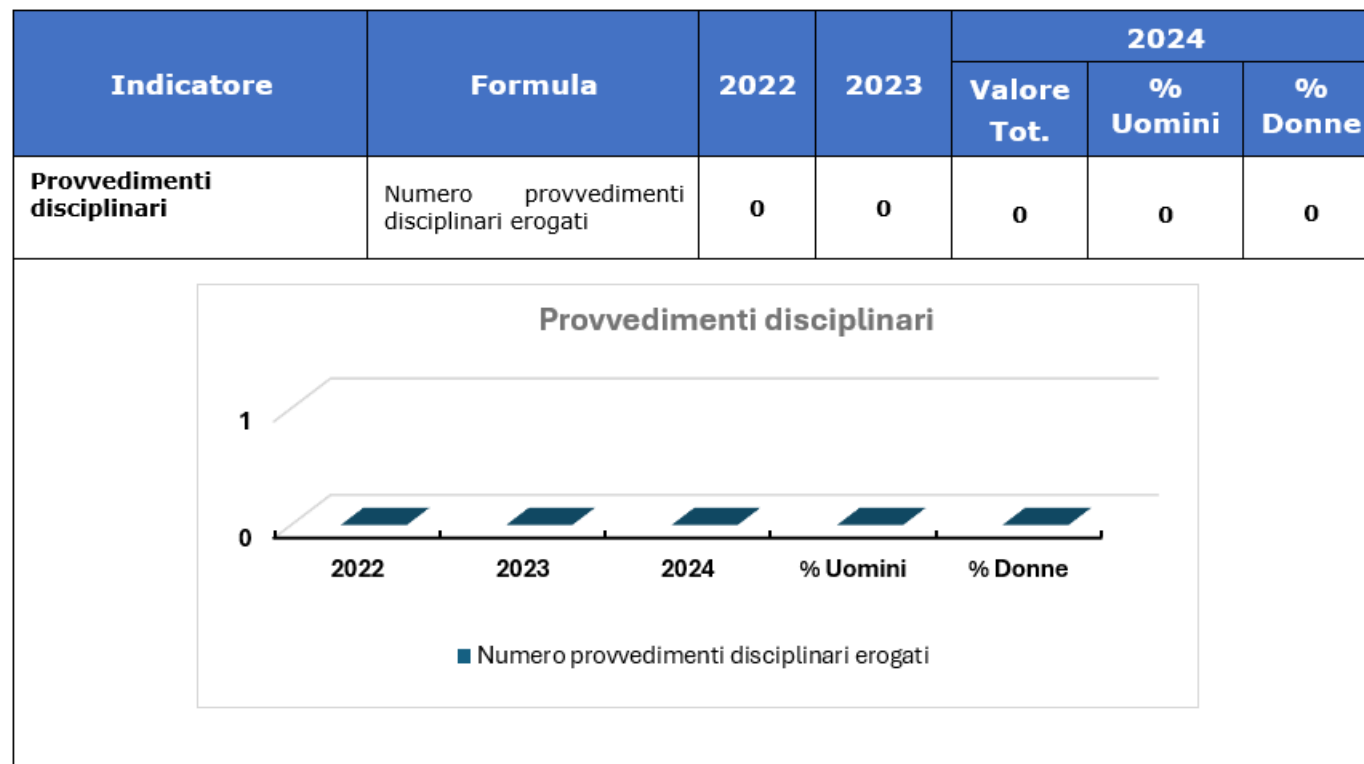 Indicatore
Formula
2022
2023
2024
Valore
Tot.
%
Uomini
%
Donne
Provvedimenti
disciplinari
Numero provvedimenti
disciplinari erogati
0
0
0
0
0
Provvedimenti disciplinari
1
0
2022
2023
2024
% Uomini
% Donne
Numero provvedimenti disciplinari erogati